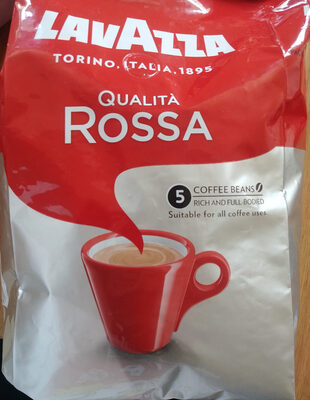 LAVAZZA
TORINO, ITALIA, 1895
QUALITÀ
ROSSA
5 COFFEE BEANS
RICH AND FULL-BODIED
Suitable for all coffee uses